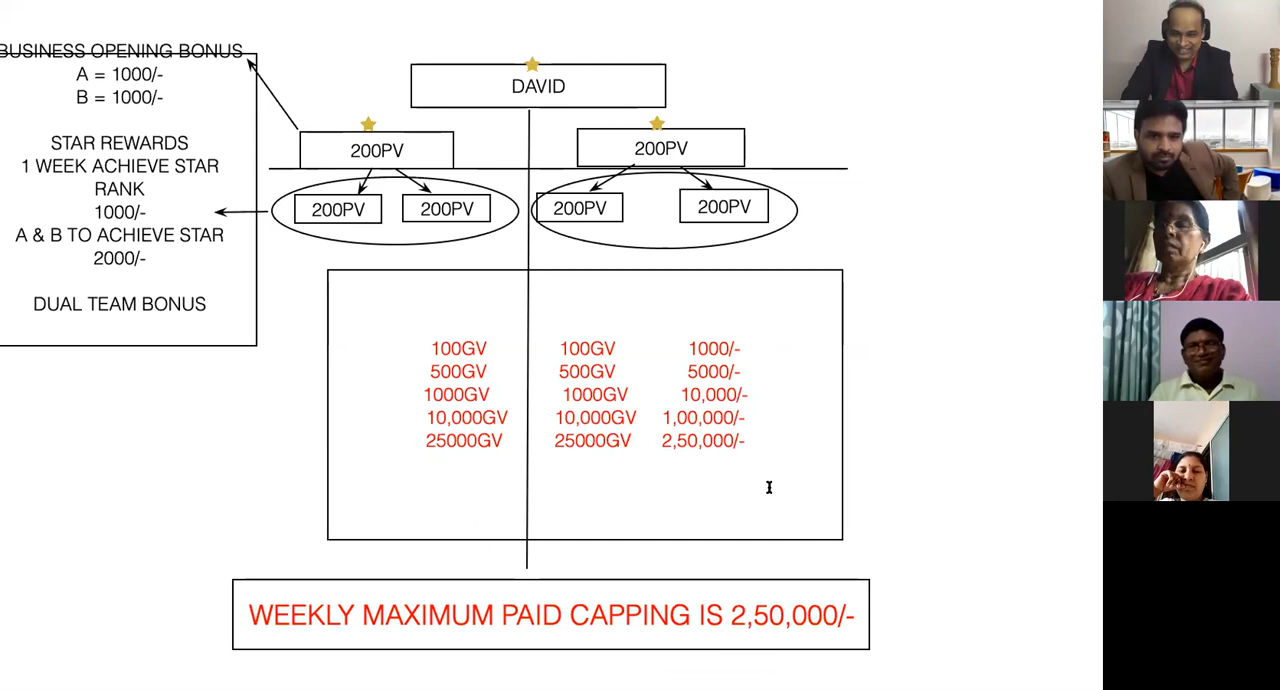 BUSINESS OPENING BONUS
A = 1000/-
B = 1000/-
STAR REWARDS
1 WEEK ACHIEVE STAR
RANK
1000/-
A & B TO ACHIEVE STAR
2000/-
DUAL TEAM BONUS
DAVID
200PV
200PV
200PV
200PV
200PV
200PV
100GV 100GV 1000/-
500GV 500GV 5000/-
1000GV 1000GV 10,000/-
10,000GV 10,000GV 1,00,000/-
25000GV 25000GV 2,50,000/-
WEEKLY MAXIMUM PAID CAPPING IS 2,50,000/-